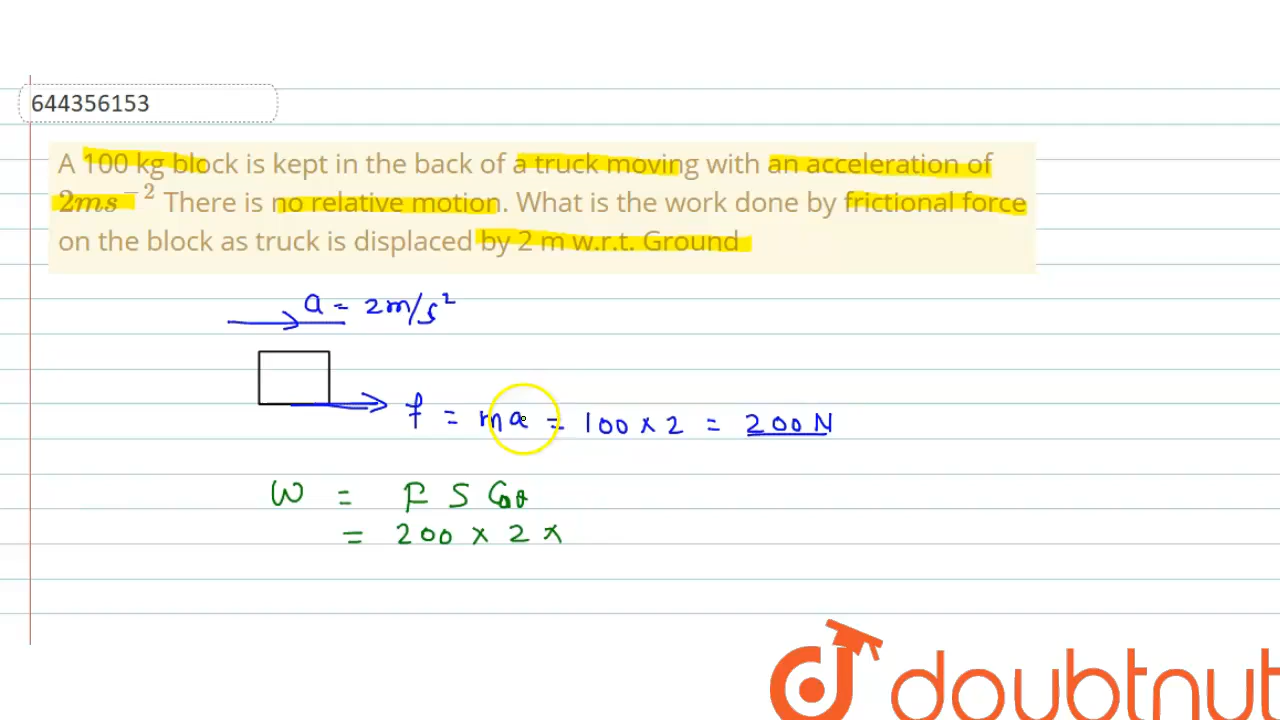 644356153
A 100 kg block is kept in the back of a truck moving with an acceleration of
2ms⁻² There is no relative motion. What is the work done by frictional force
on the block as truck is displaced by 2 m w.r.t. Ground
a = 2m/s²
f = ma = 100 × 2 = 200 N
W = F S Cosθ
= 200 × 2 ×
doubtnut